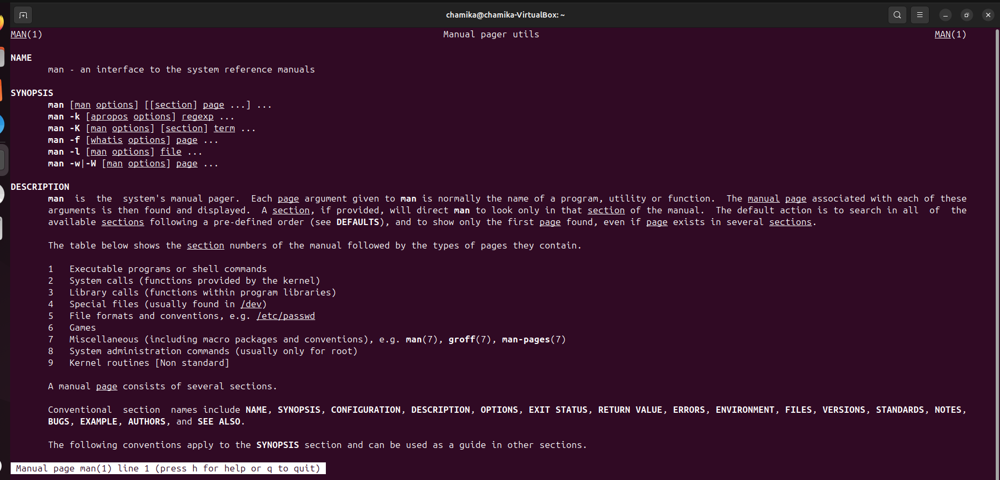 chamika@chamika-VirtualBox: ~
MAN(1) Manual pager utils MAN(1)
NAME
man - an interface to the system reference manuals
SYNOPSIS
man [man options] [[section] page ...] ...
man -k [apropos options] regexp ...
man -K [man options] [section] term ...
man -f [whatis options] page ...
man -l [man options] file ...
man -w|-W [man options] page ...
DESCRIPTION
man is the system's manual pager. Each page argument given to man is normally the name of a program, utility or function. The manual page associated with each of these
arguments is then found and displayed. A section, if provided, will direct man to look only in that section of the manual. The default action is to search in all of the
available sections following a pre-defined order (see DEFAULTS), and to show only the first page found, even if page exists in several sections.
The table below shows the section numbers of the manual followed by the types of pages they contain.
1 Executable programs or shell commands
2 System calls (functions provided by the kernel)
3 Library calls (functions within program libraries)
4 Special files (usually found in /dev)
5 File formats and conventions, e.g. /etc/passwd
6 Games
7 Miscellaneous (including macro packages and conventions), e.g. man(7), groff(7), man-pages(7)
8 System administration commands (usually only for root)
9 Kernel routines [Non standard]
A manual page consists of several sections.
Conventional section names include NAME, SYNOPSIS, CONFIGURATION, DESCRIPTION, OPTIONS, EXIT STATUS, RETURN VALUE, ERRORS, ENVIRONMENT, FILES, VERSIONS, STANDARDS, NOTES,
BUGS, EXAMPLE, AUTHORS, and SEE ALSO.
The following conventions apply to the SYNOPSIS section and can be used as a guide in other sections.
Manual page man(1) line 1 (press h for help or q to quit)